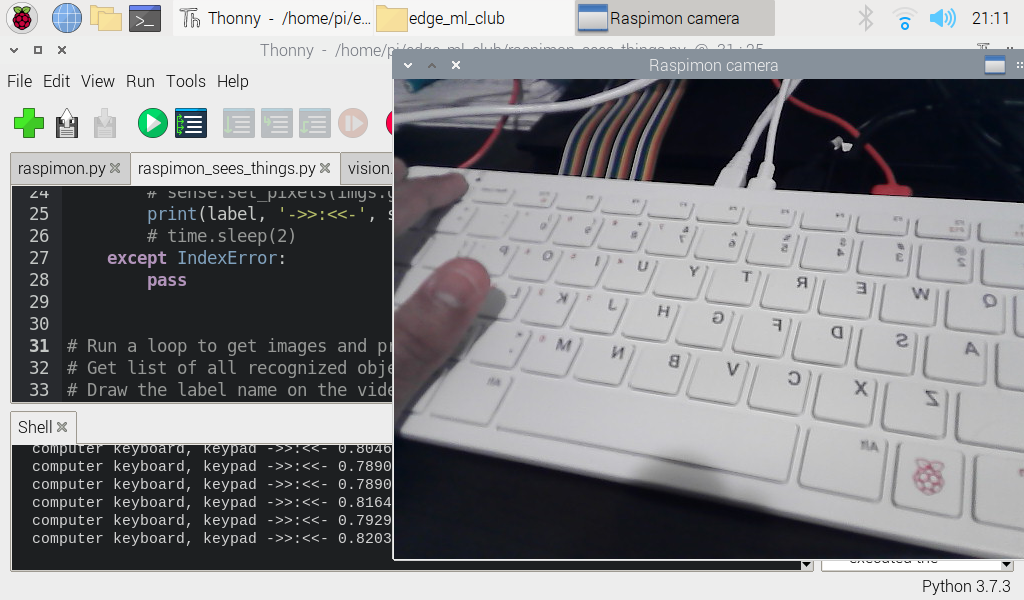 Thonny - /home/pi/e...
edge_ml_club
Raspimon camera
21:11
Thonny - /home/pi/edge_ml_club/raspimon_sees_things.py @ 31 : 25
Raspimon camera
File Edit View Run Tools Help
raspimon.py
raspimon_sees_things.py
vision.
24 # sense.set_pixels(imgs.g
25 print(label, '->>:<<-', s
26 # time.sleep(2)
27 except IndexError:
28 pass
29
30
31 # Run a loop to get images and pr
32 # Get list of all recognized obje
33 # Draw the label name on the vide
Shell
computer keyboard, keypad ->>:<<- 0.8046
computer keyboard, keypad ->>:<<- 0.7890
computer keyboard, keypad ->>:<<- 0.7890
computer keyboard, keypad ->>:<<- 0.8164
computer keyboard, keypad ->>:<<- 0.7929
computer keyboard, keypad ->>:<<- 0.8203
executed the
Python 3.7.3
P O I U Y T R E W Q
L K J H G F D S A
M N B V C X Z
Alt
Alt